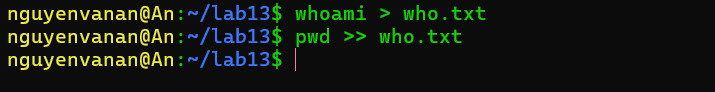 nguyenvanan@An:~/lab13$ whoami > who.txt
nguyenvanan@An:~/lab13$ pwd >> who.txt
nguyenvanan@An:~/lab13$